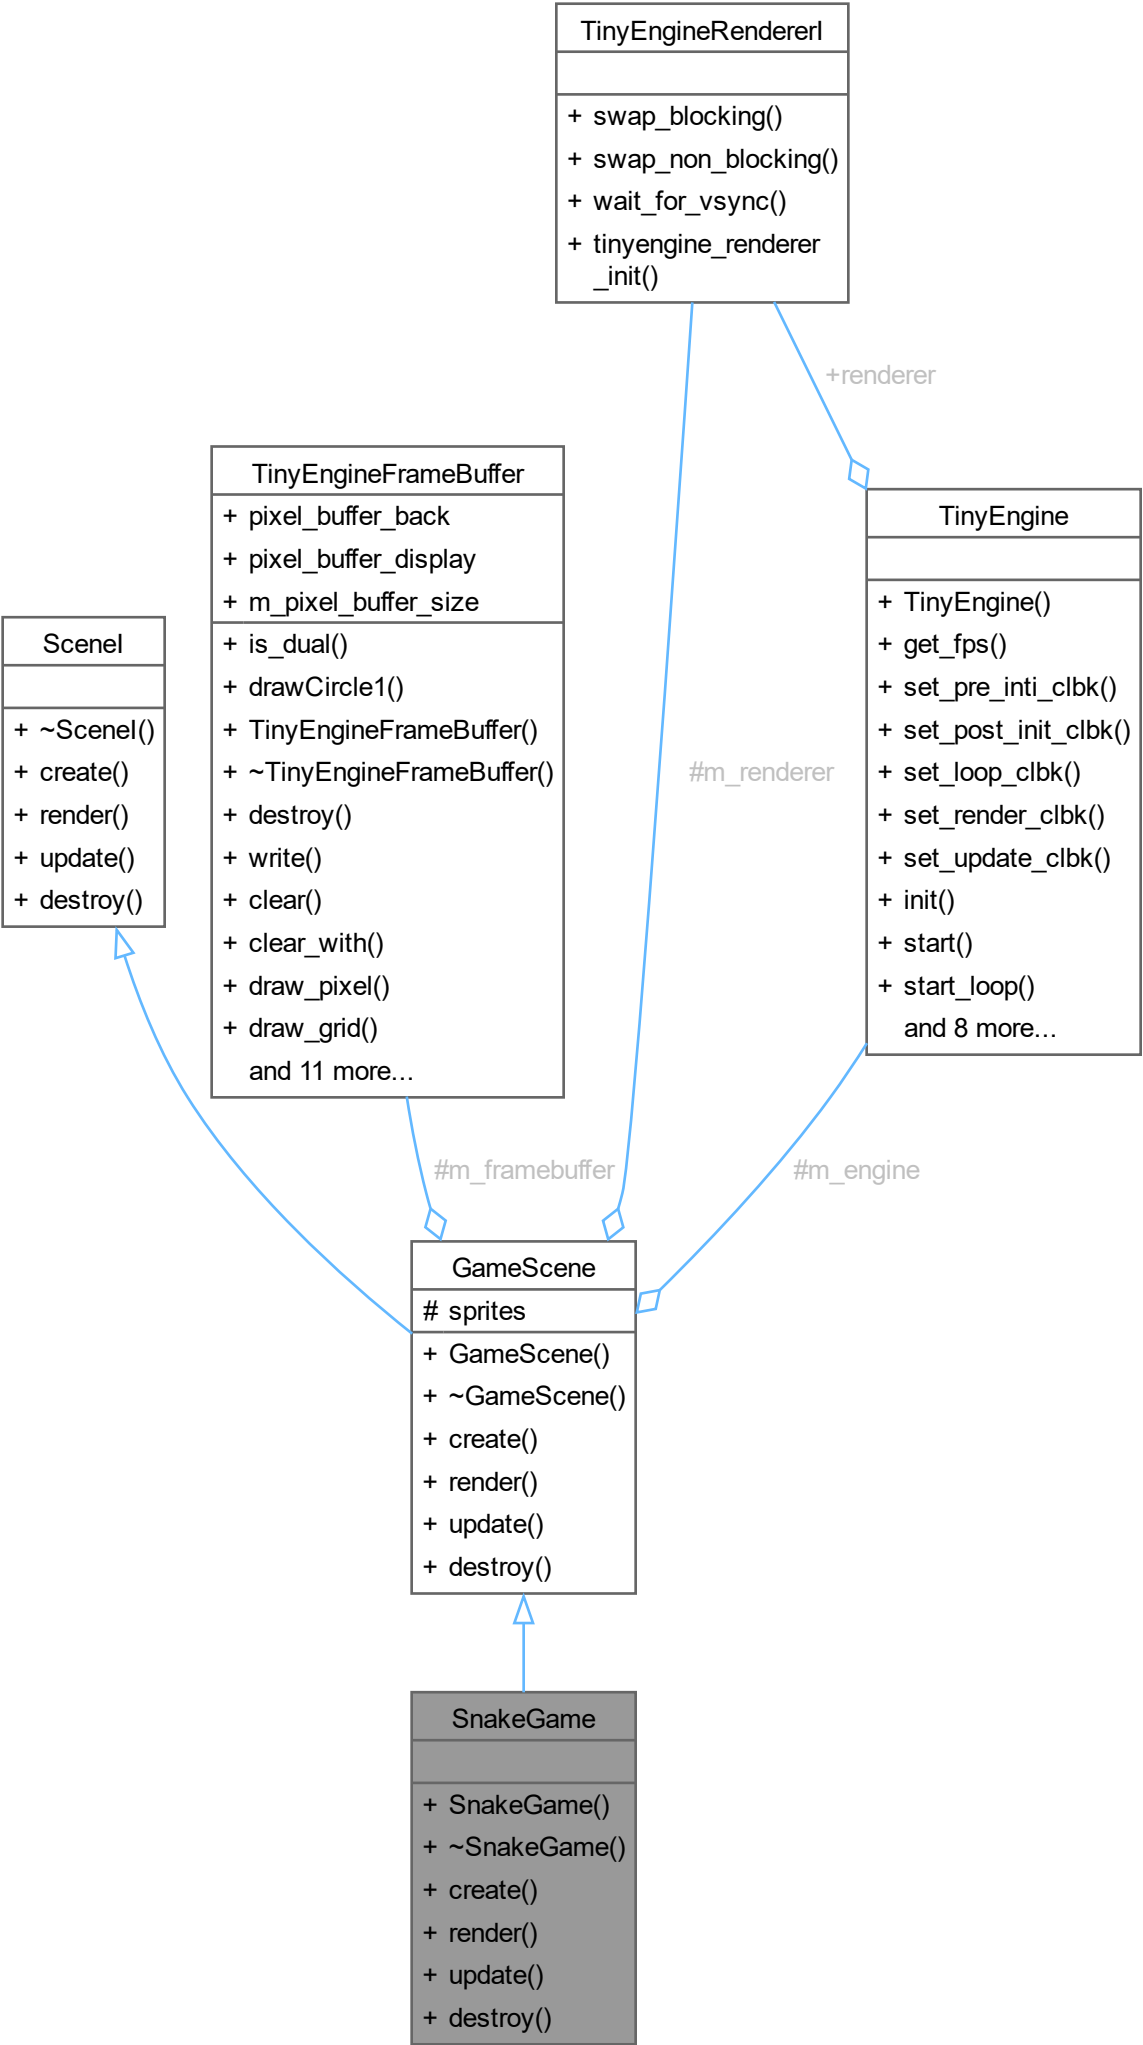 TinyEngineRendererI
+ swap_blocking()
+ swap_non_blocking()
+ wait_for_vsync()
+ tinyengine_renderer
_init()
+renderer
TinyEngineFrameBuffer
+ pixel_buffer_back
+ pixel_buffer_display
+ m_pixel_buffer_size
+ is_dual()
+ drawCircle1()
+ TinyEngineFrameBuffer()
+ ~TinyEngineFrameBuffer()
+ destroy()
+ write()
+ clear()
+ clear_with()
+ draw_pixel()
+ draw_grid()
and 11 more...
TinyEngine
+ TinyEngine()
+ get_fps()
+ set_pre_inti_clbk()
+ set_post_init_clbk()
+ set_loop_clbk()
+ set_render_clbk()
+ set_update_clbk()
+ init()
+ start()
+ start_loop()
and 8 more...
SceneI
+ ~SceneI()
+ create()
+ render()
+ update()
+ destroy()
#m_renderer
#m_framebuffer
#m_engine
GameScene
# sprites
+ GameScene()
+ ~GameScene()
+ create()
+ render()
+ update()
+ destroy()
SnakeGame
+ SnakeGame()
+ ~SnakeGame()
+ create()
+ render()
+ update()
+ destroy()